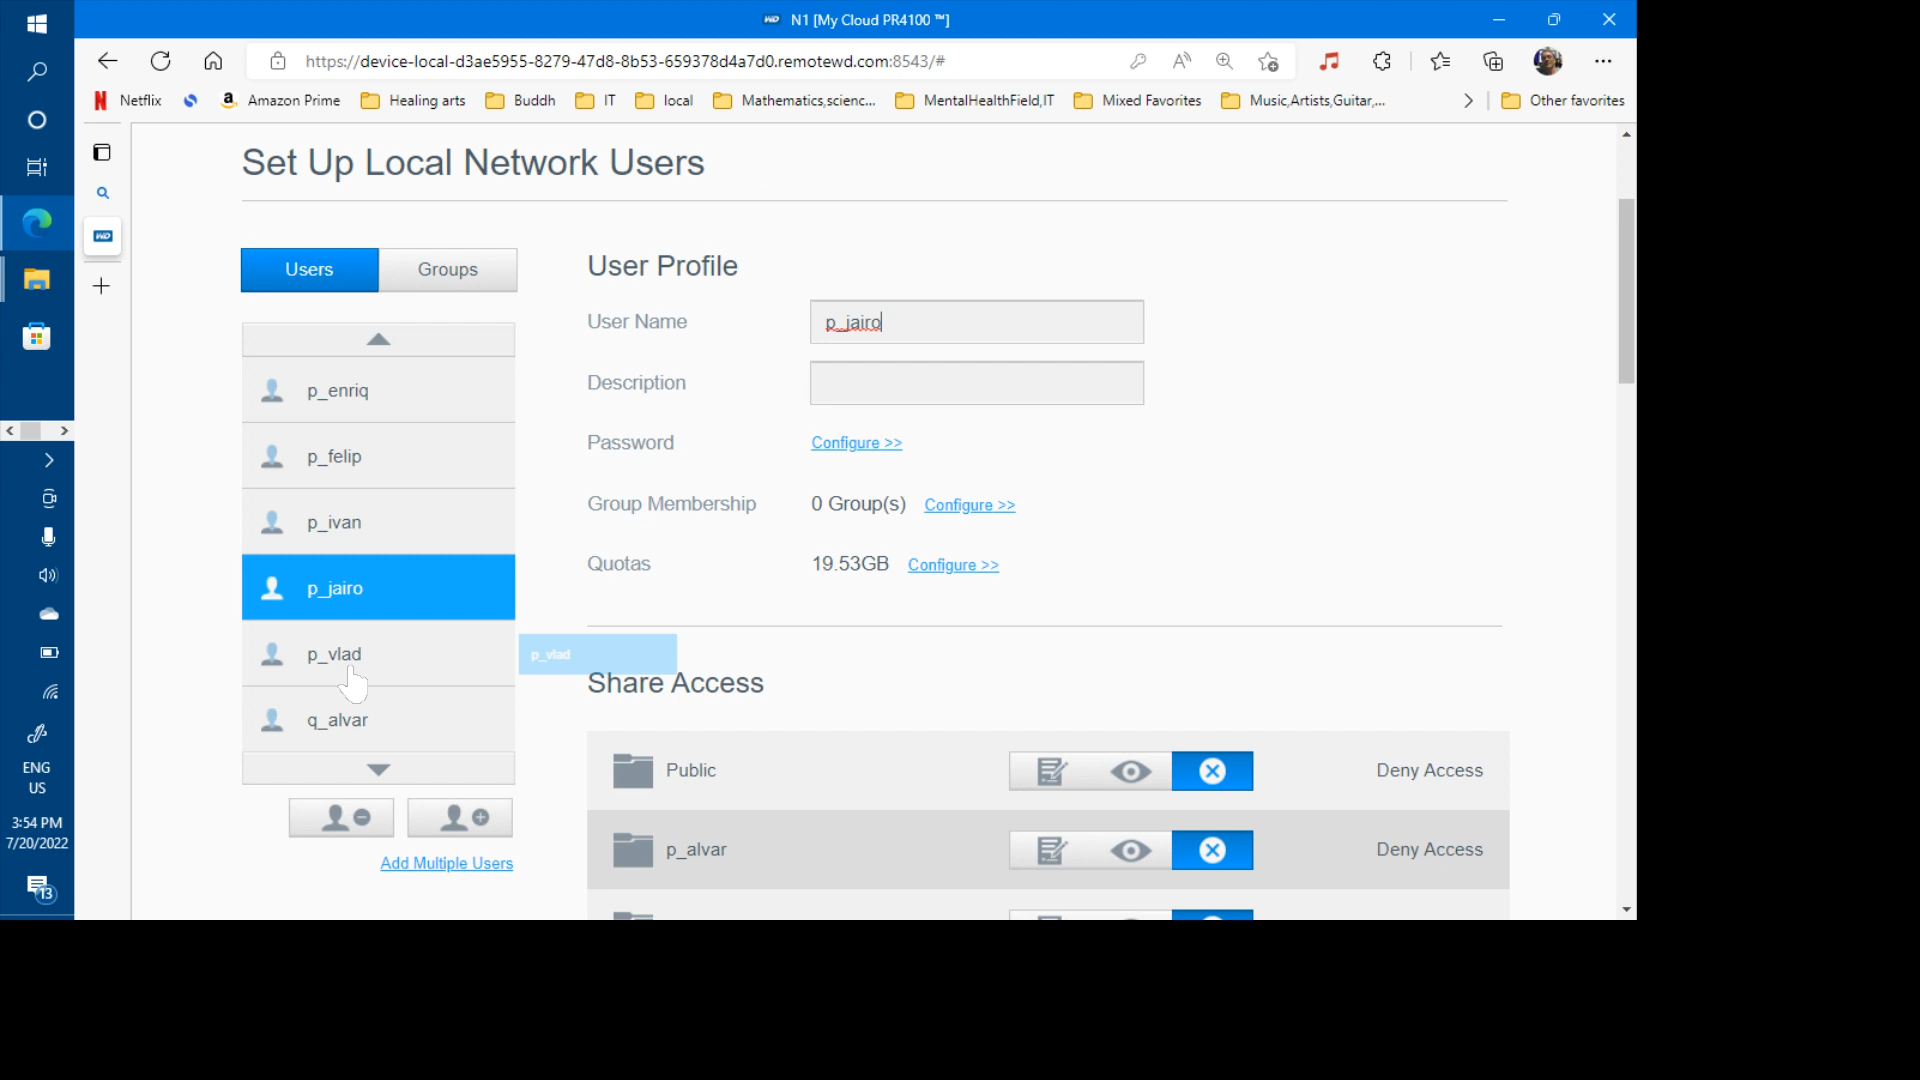 N1 [My Cloud PR4100 ™]
https://device-local-d3ae5955-8279-47d8-8b53-659378d4a7d0.remotewd.com:8543/#
Netflix Amazon Prime Healing arts Buddh IT local Mathematics,scienc... MentalHealthField,IT Mixed Favorites Music,Artists,Guitar,... Other favorites
Set Up Local Network Users
Users Groups
p_enriq
p_felip
p_ivan
p_jairo
p_vlad
p_vlad
q_alvar
Add Multiple Users
User Profile
User Name p_jairo
Description
Password Configure >>
Group Membership 0 Group(s) Configure >>
Quotas 19.53GB Configure >>
Share Access
Public Deny Access
p_alvar Deny Access
WD
ENG
US
3:54 PM
7/20/2022
13